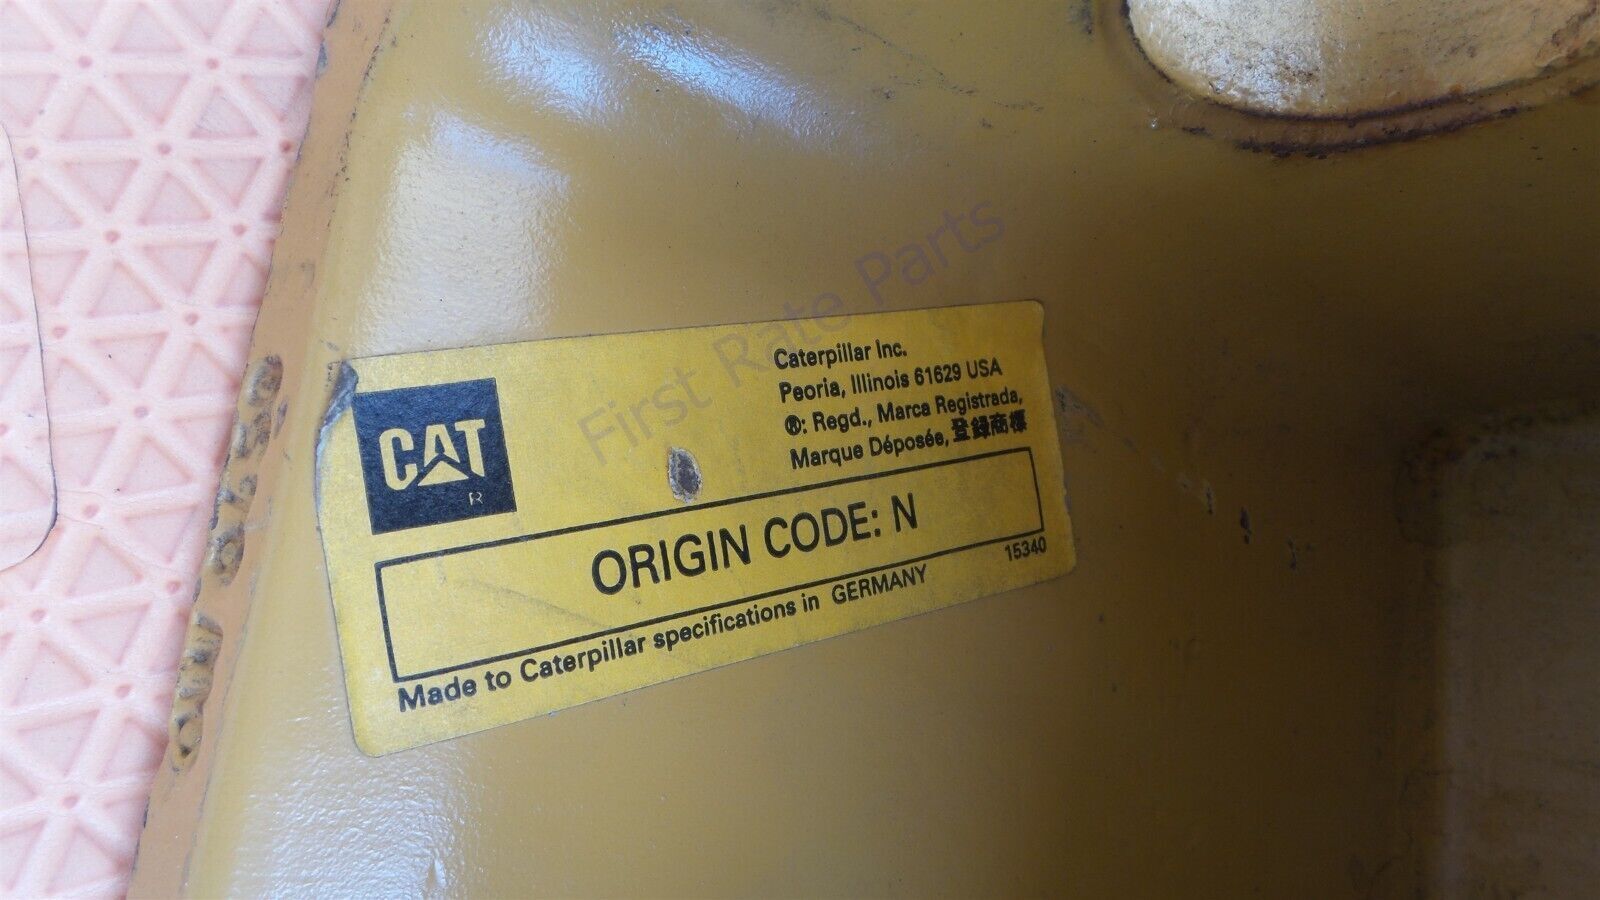 First Rate Parts
CAT
R
Caterpillar Inc.
Peoria, Illinois 61629 USA
®: Regd., Marca Registrada,
Marque Déposée, 登録商標
ORIGIN CODE: N
15340
Made to Caterpillar specifications in GERMANY